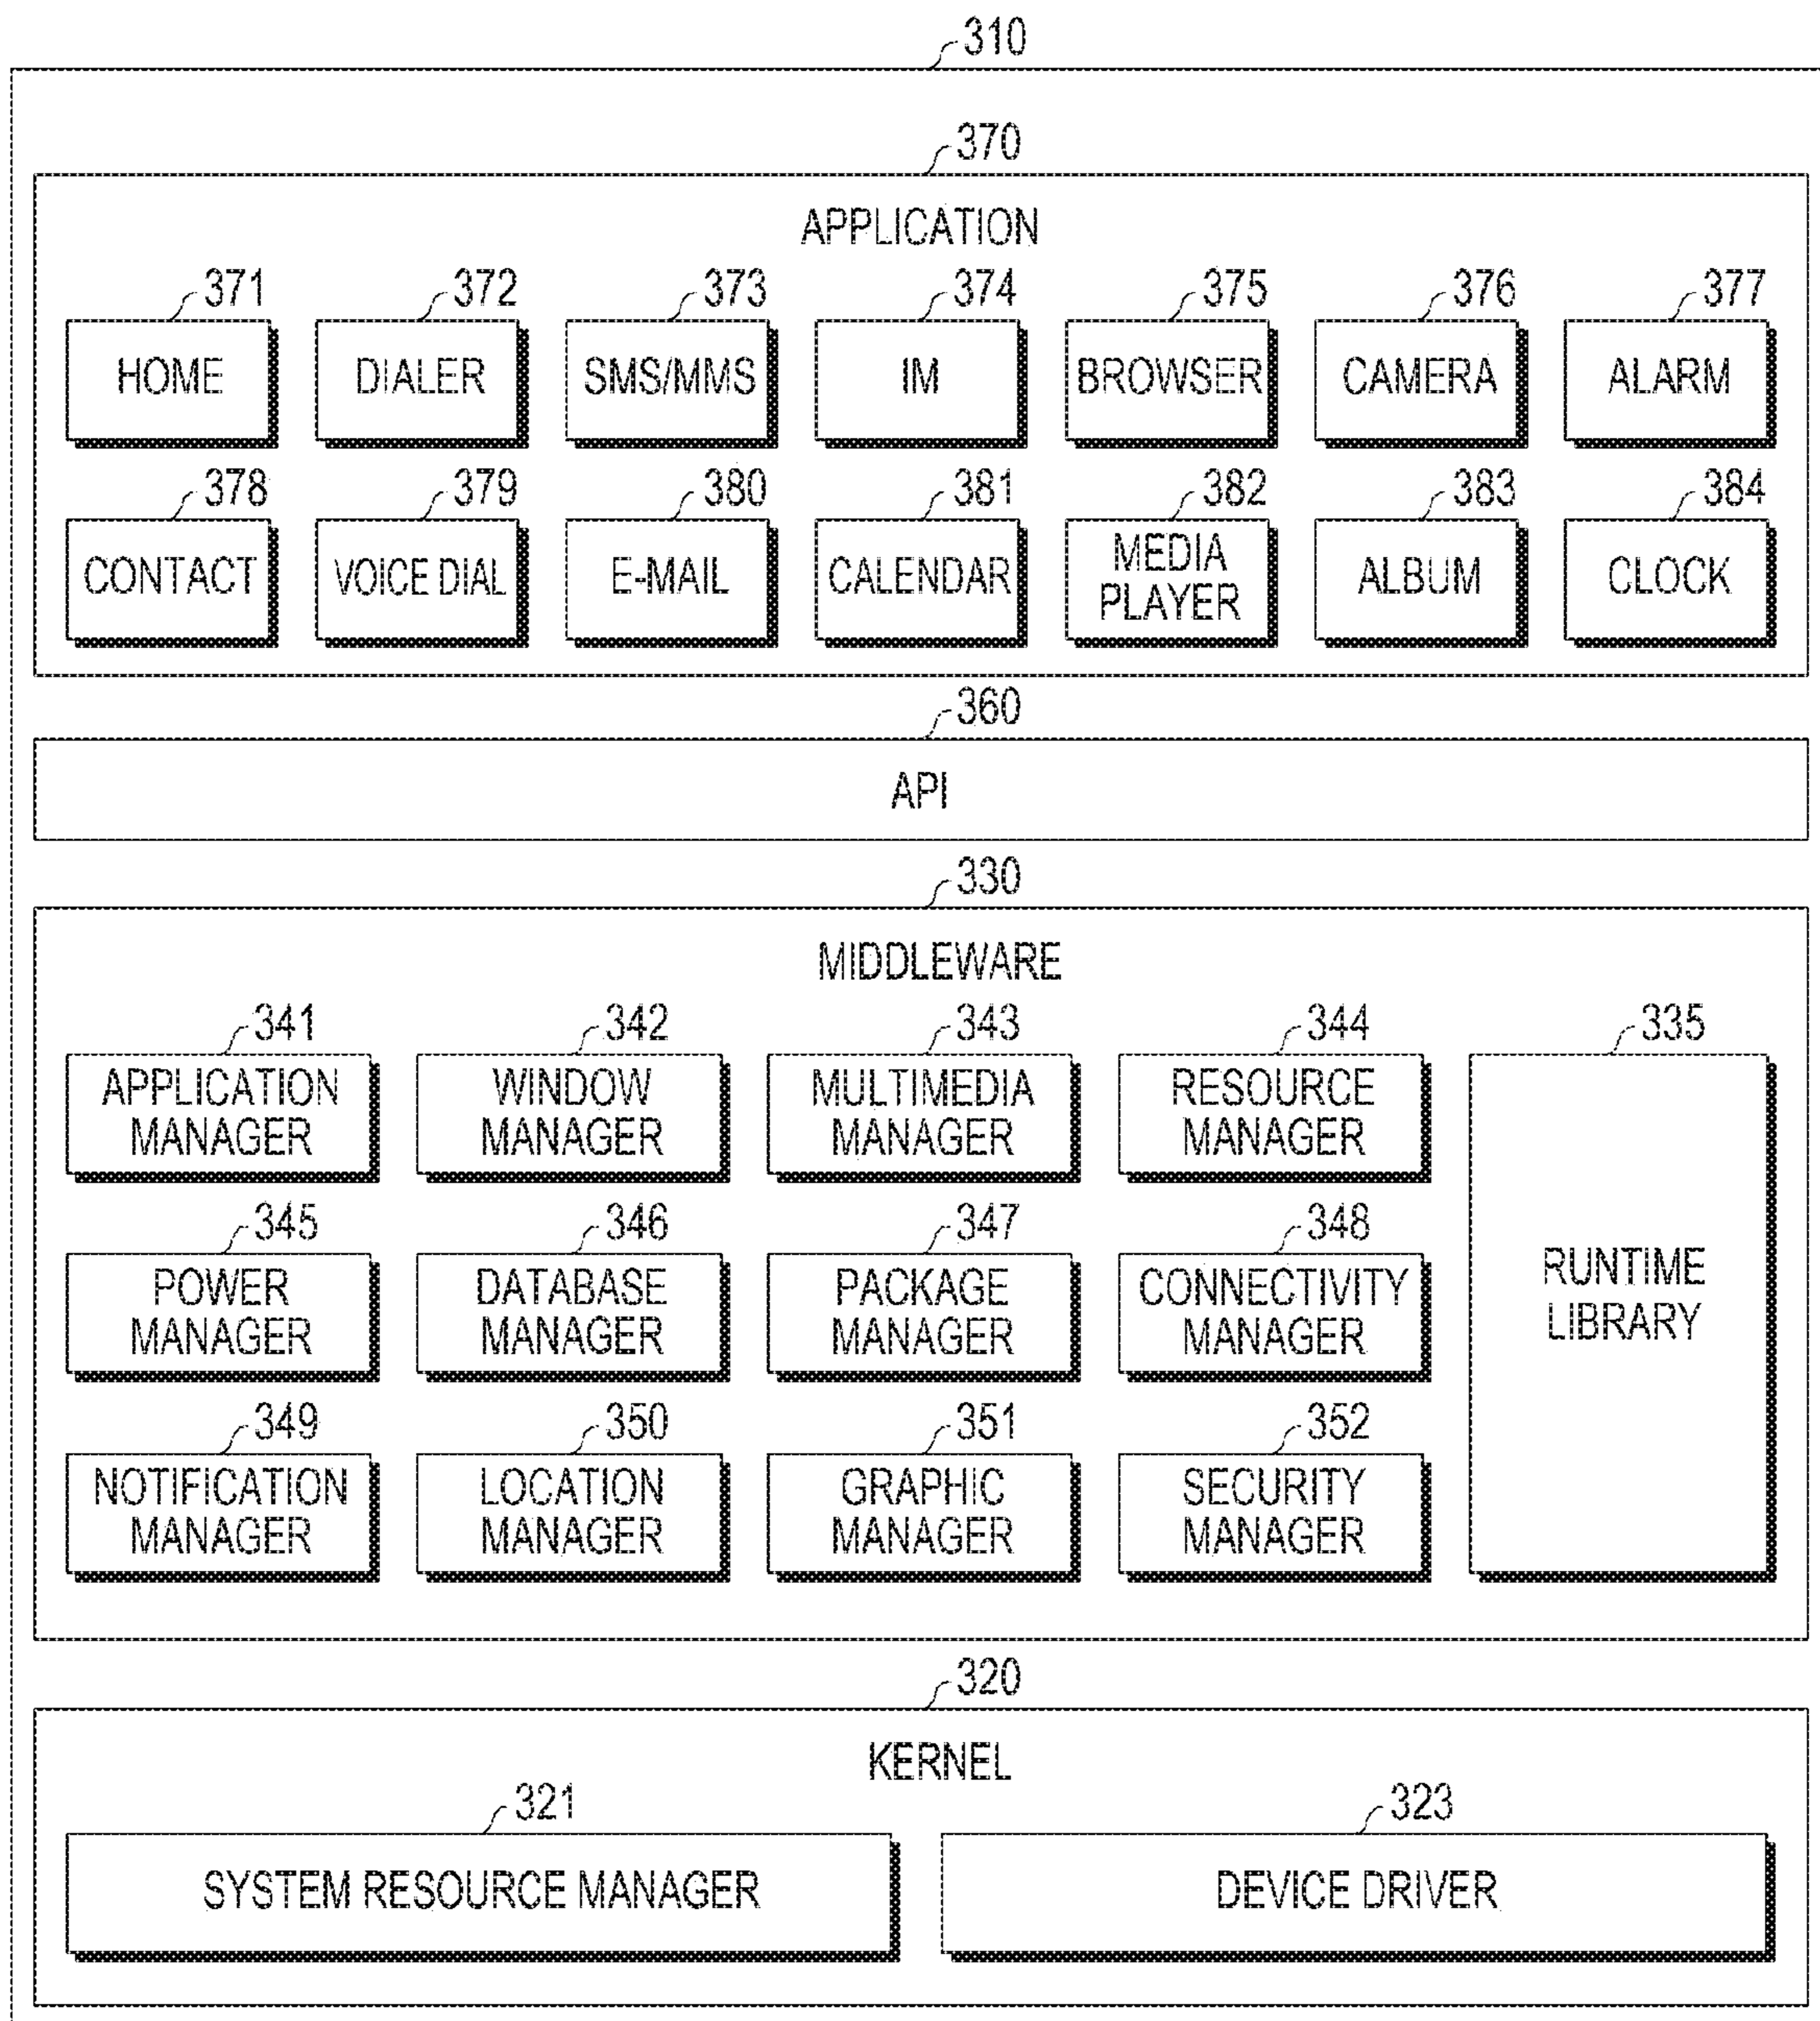 310
370
APPLICATION
371 372 373 374 375 376 377
HOME DIALER SMS/MMS IM BROWSER CAMERA ALARM
378 379 380 381 382 383 384
CONTACT VOICE DIAL E-MAIL CALENDAR MEDIA PLAYER ALBUM CLOCK
360
API
330
MIDDLEWARE
341 342 343 344 335
APPLICATION WINDOW MULTIMEDIA RESOURCE
MANAGER MANAGER MANAGER MANAGER
345 346 347 348
POWER DATABASE PACKAGE CONNECTIVITY RUNTIME
MANAGER MANAGER MANAGER MANAGER LIBRARY
349 350 351 352
NOTIFICATION LOCATION GRAPHIC SECURITY
MANAGER MANAGER MANAGER MANAGER
320
KERNEL
321 323
SYSTEM RESOURCE MANAGER DEVICE DRIVER